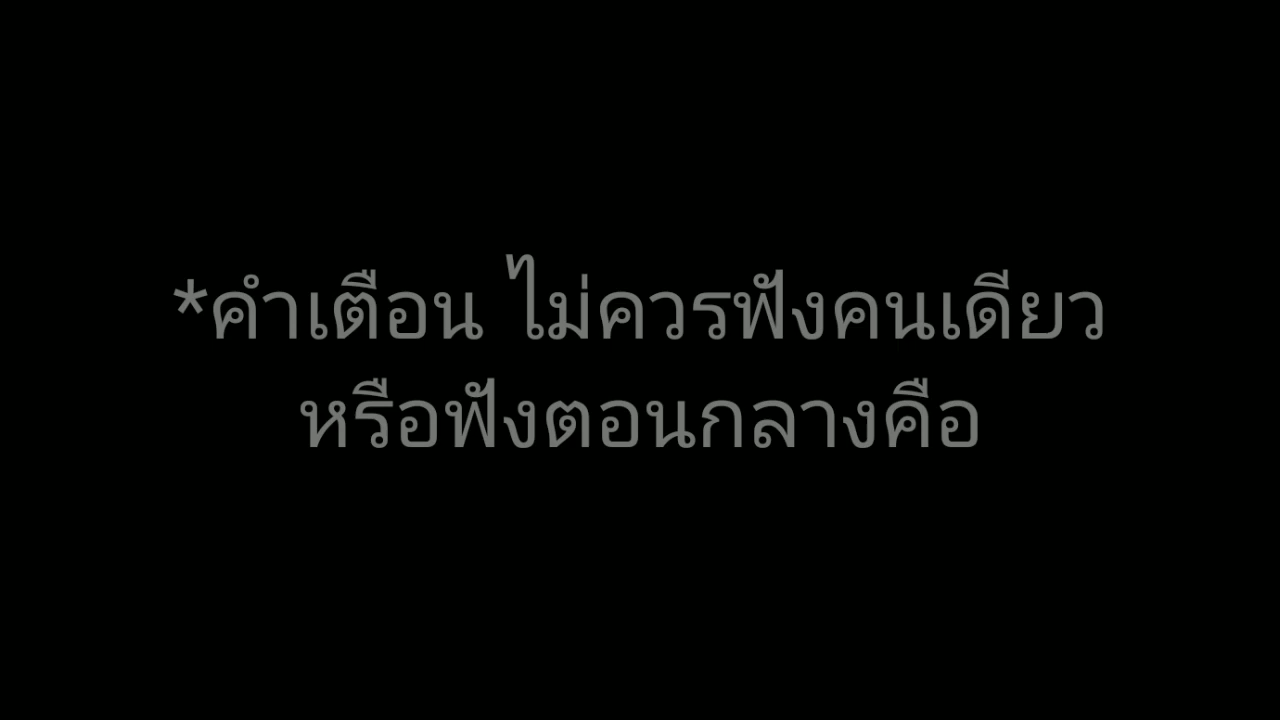 *คำเตือน ไม่ควรฟังคนเดียว
หรือฟังตอนกลางคือ